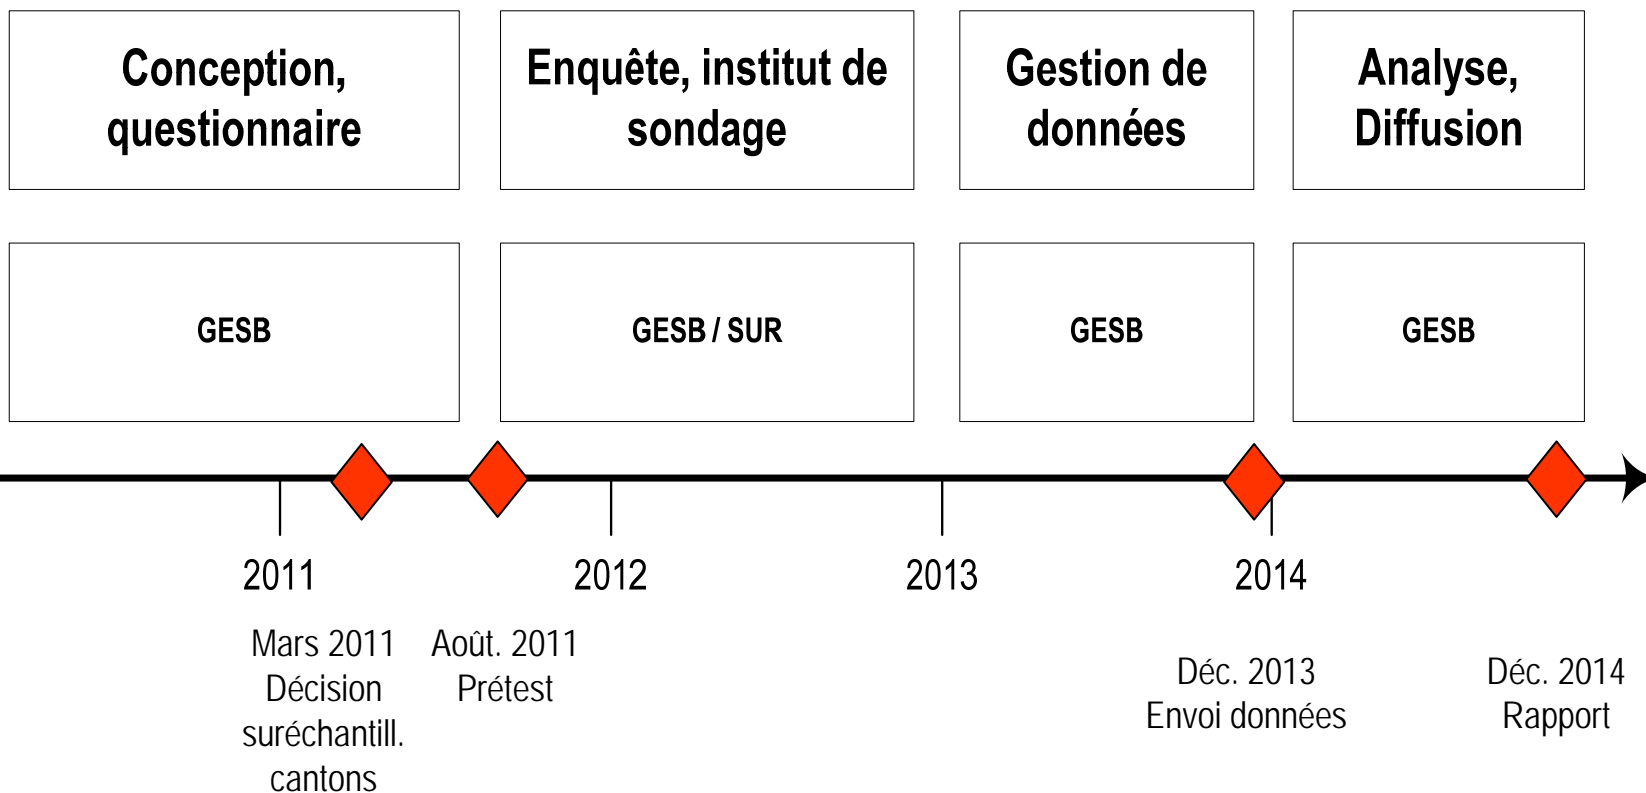 Conception,
questionnaire
Enquête, institut de
sondage
Gestion de
données
Analyse,
Diffusion
GESB
GESB / SUR
GESB
GESB
2011
2012
2013
2014
Mars 2011
Décision
suréchantill.
cantons
Août. 2011
Prétest
Déc. 2013
Envoi données
Déc. 2014
Rapport